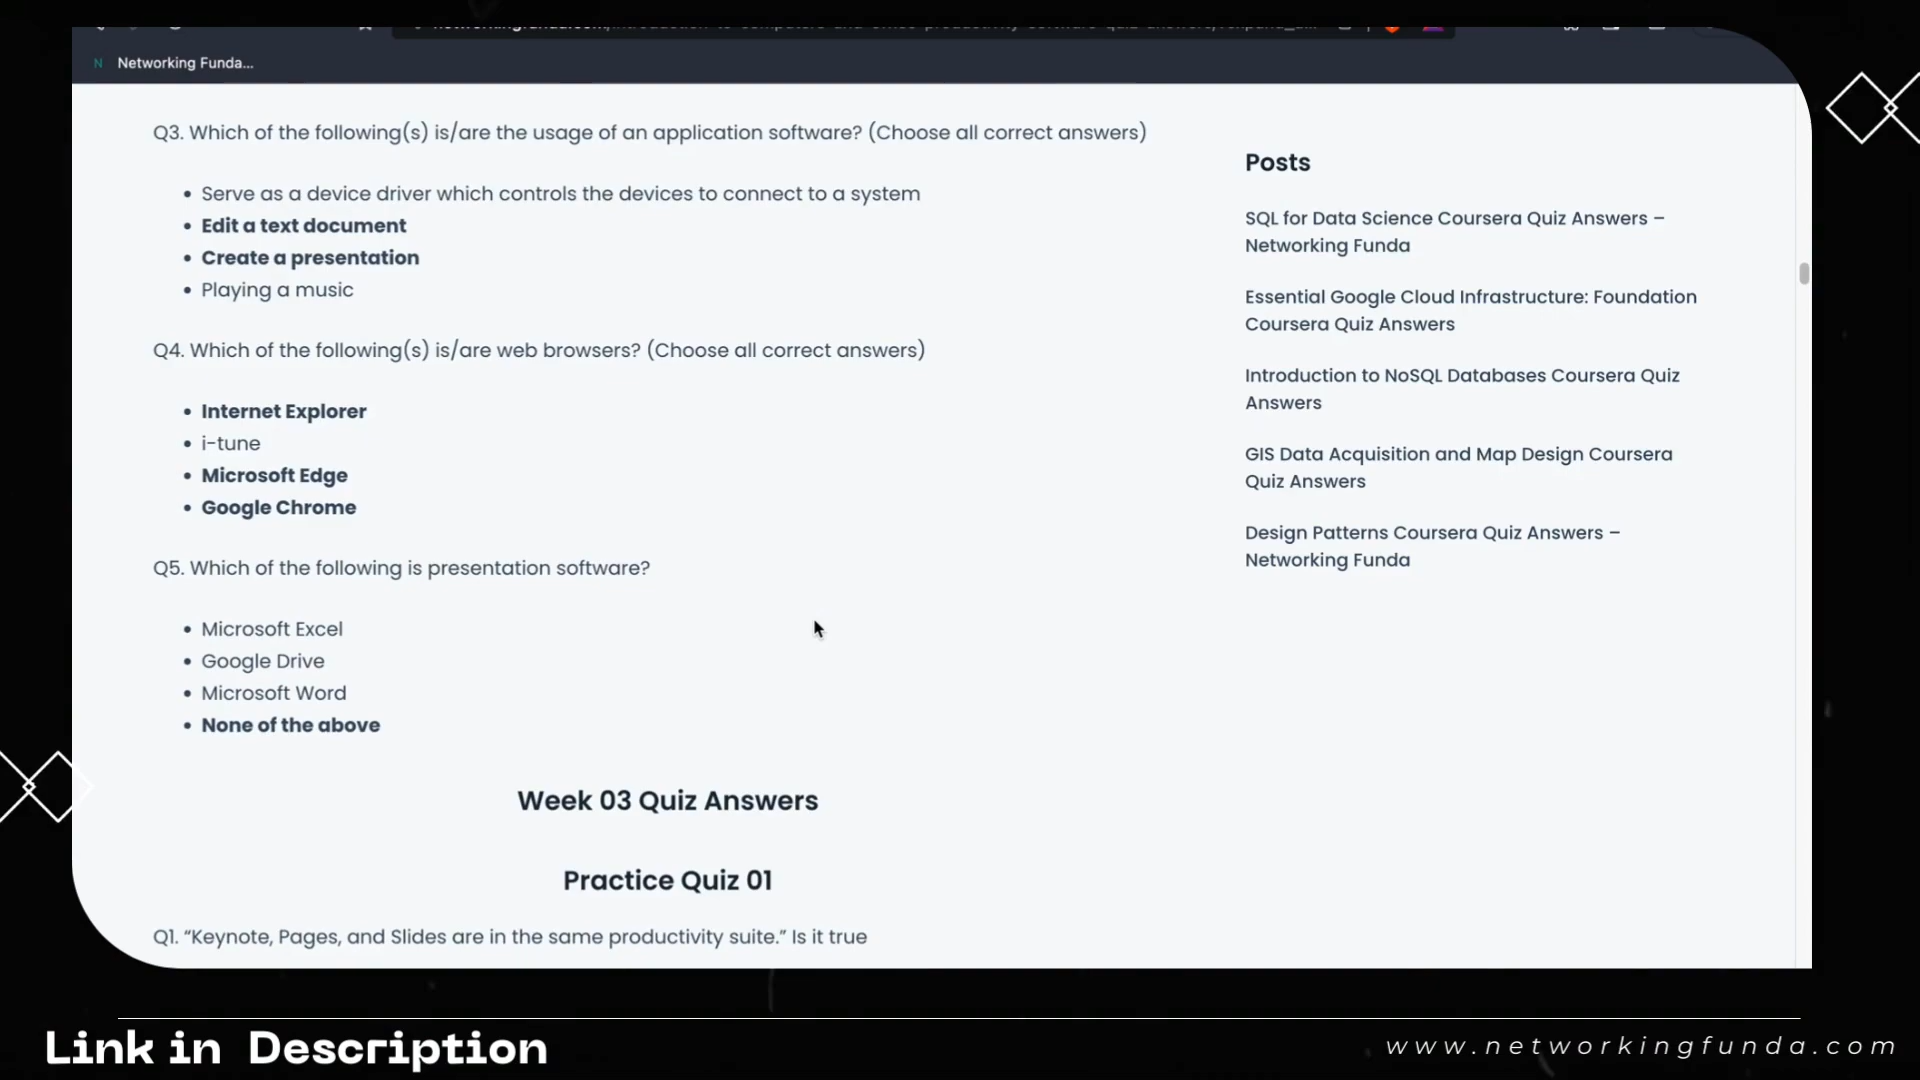 N Networking Funda...
Q3. Which of the following(s) is/are the usage of an application software? (Choose all correct answers)
• Serve as a device driver which controls the devices to connect to a system
• Edit a text document
• Create a presentation
• Playing a music
Q4. Which of the following(s) is/are web browsers? (Choose all correct answers)
• Internet Explorer
• i-tune
• Microsoft Edge
• Google Chrome
Q5. Which of the following is presentation software?
• Microsoft Excel
• Google Drive
• Microsoft Word
• None of the above
Week 03 Quiz Answers
Practice Quiz 01
Q1. “Keynote, Pages, and Slides are in the same productivity suite.” Is it true
Posts
SQL for Data Science Coursera Quiz Answers –
Networking Funda
Essential Google Cloud Infrastructure: Foundation
Coursera Quiz Answers
Introduction to NoSQL Databases Coursera Quiz
Answers
GIS Data Acquisition and Map Design Coursera
Quiz Answers
Design Patterns Coursera Quiz Answers –
Networking Funda
Link in Description
www.networkingfunda.com